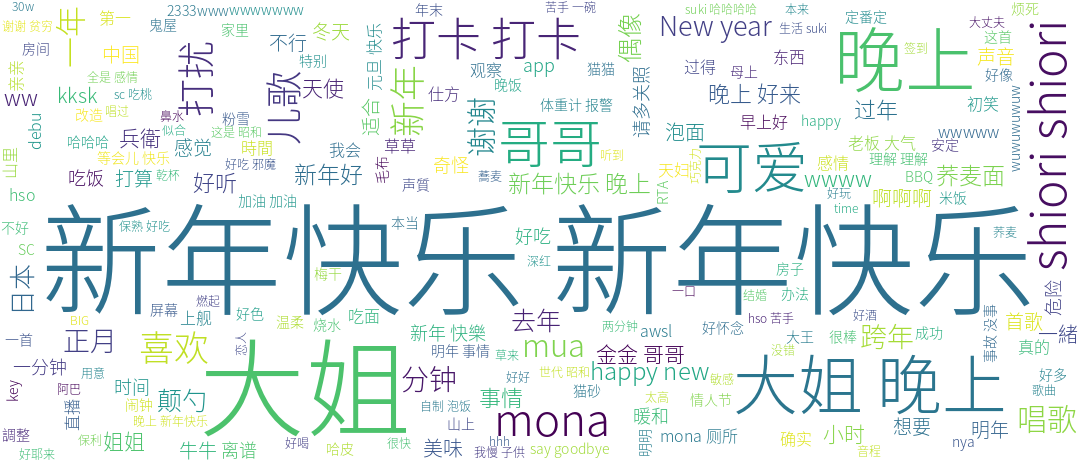 30w
谢谢 贫穷
房间
亲亲
ww
一年
第一
中国
kksk
全是 感情
鬼屋
2333www
wwwwwww
家里
冬天
不行
特别
打扰
儿歌
天使
年末
打卡 打卡
苦手 一碗
偶像
New year
suki 哈哈哈哈
本来
生活 suki
定番定
大丈夫
烦死
这首
好像
声音
签到
晚上
shiori shiori
元旦 快乐
适合
新年
观察
app
晚饭
猫猫
仕方
体重计 报警
请多关照
过得
母上
东西
晚上 好来
过年
初笑
sc 吃桃
改造
唱过
debu
哈哈哈
山里
兵衛
鼻水
似合
粉雪
这是 昭和
感觉
時間
等会儿 快乐
好吃 邪魔
我会
草草
毛布
谢谢
奇怪
声質
哥哥
泡面
早上好
happy
wwwww
安定
老板 大气
理解 理解
感情
天妇罗
巧克力
可爱
wwww
BBQ
荞麦面
wwwwwwwww
hso
吃饭
打算
乾杯
好听
新年好
蕎麦
听到
新年快乐 晚上
RTA
好玩
time
啊啊啊
米饭
不好
SC
保熟 好吃
加油 加油
本当
好吃
深红
荞麦
新年快乐 新年快乐
日本
屏幕
燃起
上舰
梅干
好色
温柔
烧水
吃面
新年 快樂
去年
一口
房子
结婚
办法
好酒
危险
BIG
一首
正月
喜欢
恋人
大姐
明年 事情
草来
两分钟
awsl
好怀念
大王
没错
很棒
跨年
成功
首歌
事故 没事
一緒
真的
一分钟
key
阿巴
用意
时间
颠勺
分钟
mua
金金 哥哥
世代 昭和
happy new
敏感
大姐 晚上
好多
歌曲
直播
闹钟
晚上 新年快乐
好好
自制 泡饭
事情
猫砂
太高
情人节
暖和
mona
唱歌
想要
明年
調整
保利
姐姐
好耶来
牛牛 离谱
好喝
哈皮
很快
美味
山上
hhh
我慢 子供
say goodbye
明明
mona 厕所
确实
音程
小时
nya